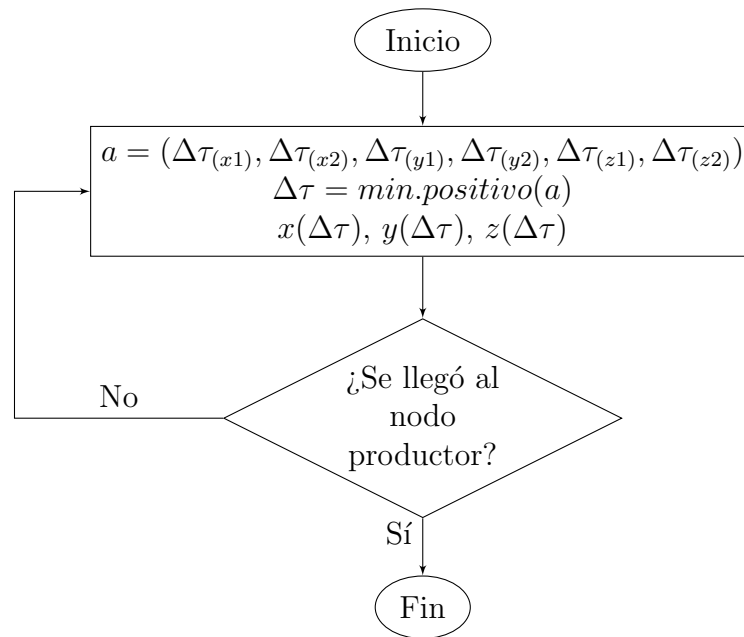 Inicio
a = (Δτ(x1), Δτ(x2), Δτ(y1), Δτ(y2), Δτ(z1), Δτ(z2))
Δτ = min.positivo(a)
x(Δτ), y(Δτ), z(Δτ)
¿Se llegó al
nodo
productor?
No
Sí
Fin